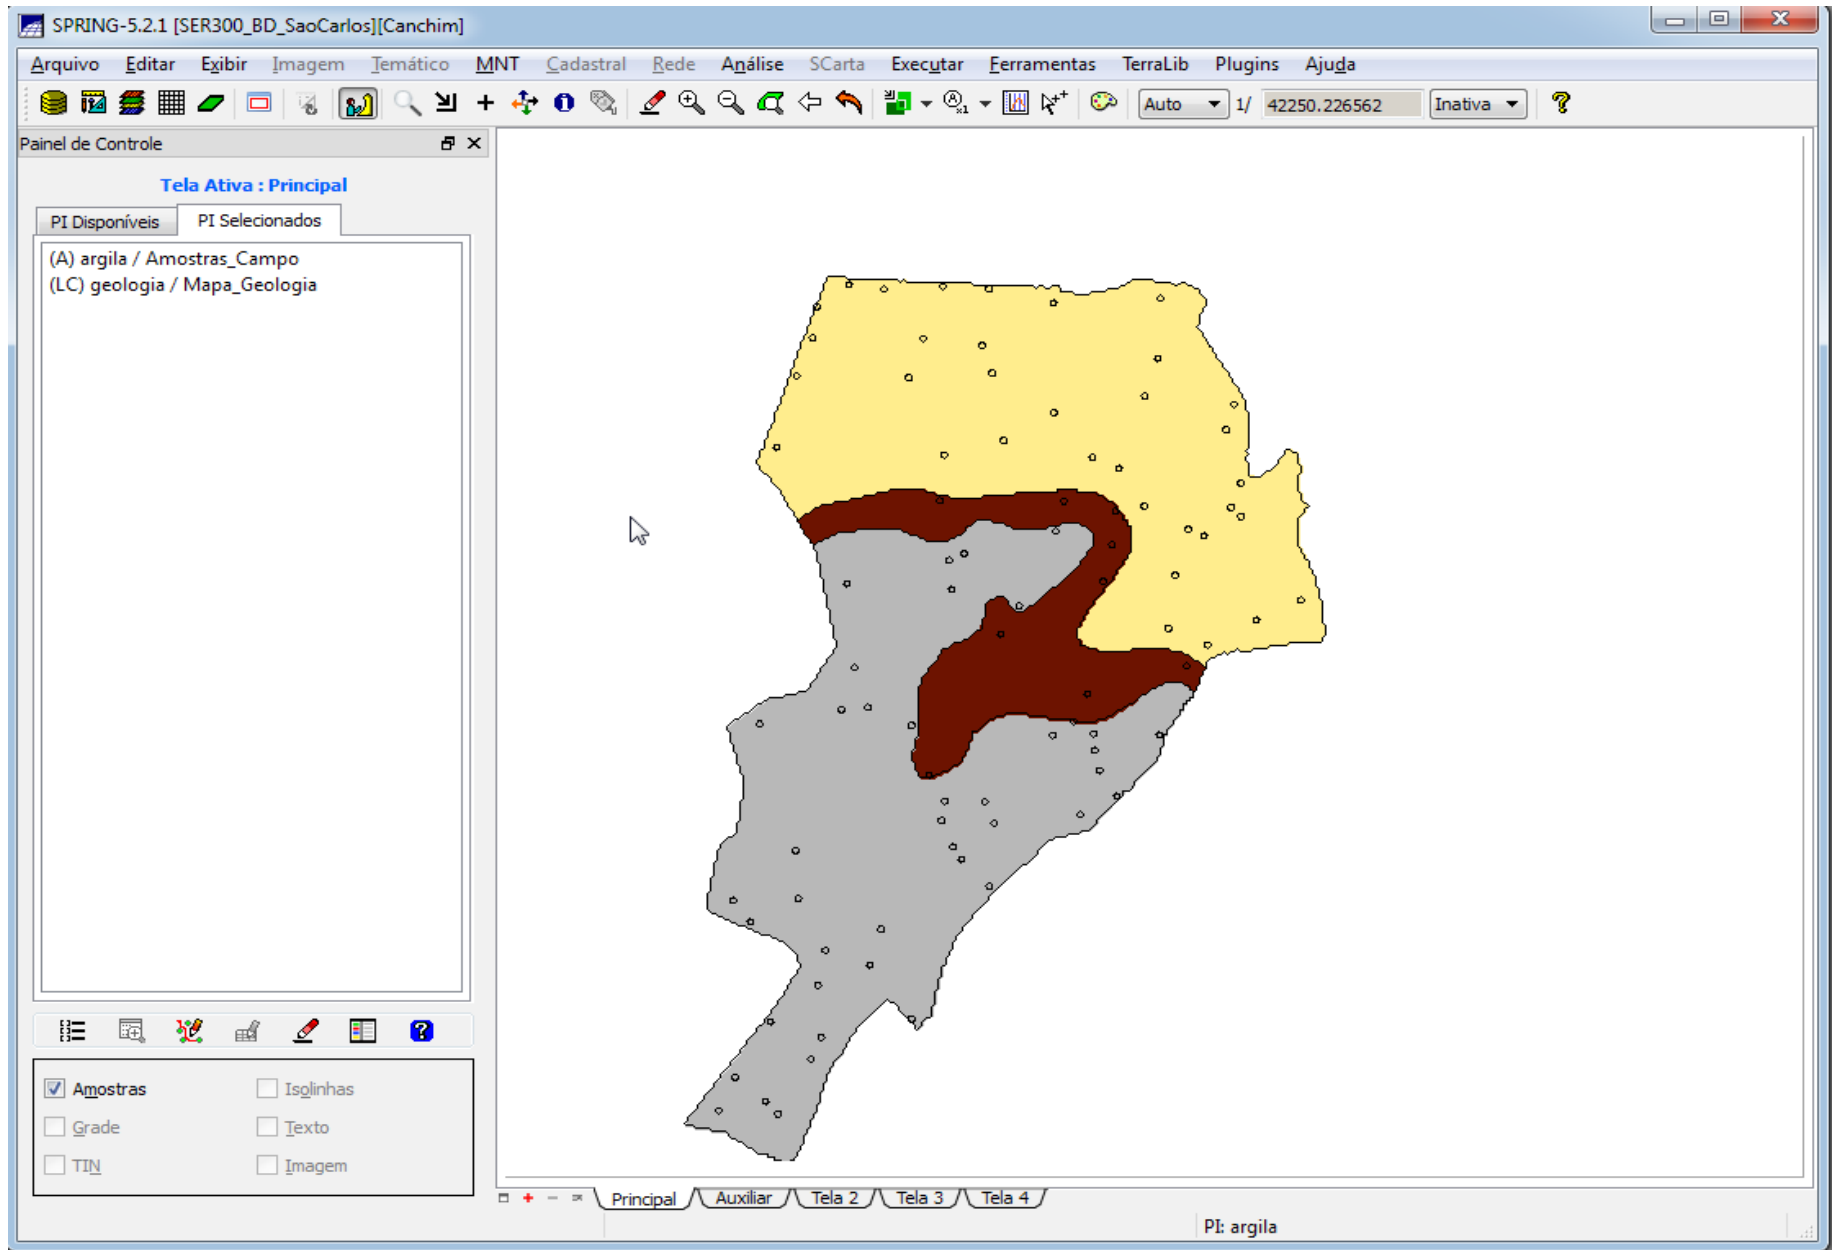 SPRING-5.2.1 [SER300_BD_SaoCarlos][Canchim]
Arquivo Editar Exibir Imagem Temático MNT Cadastral Rede Análise SCarta Executar Ferramentas TerraLib Plugins Ajuda
Auto 1/ 42250.226562 Inativa
Painel de Controle
Tela Ativa : Principal
PI Disponíveis PI Selecionados
(A) argila / Amostras_Campo
(LC) geologia / Mapa_Geologia
Amostras Isolinhas
Grade Texto
TIN Imagem
Principal Auxiliar Tela 2 Tela 3 Tela 4
PI: argila